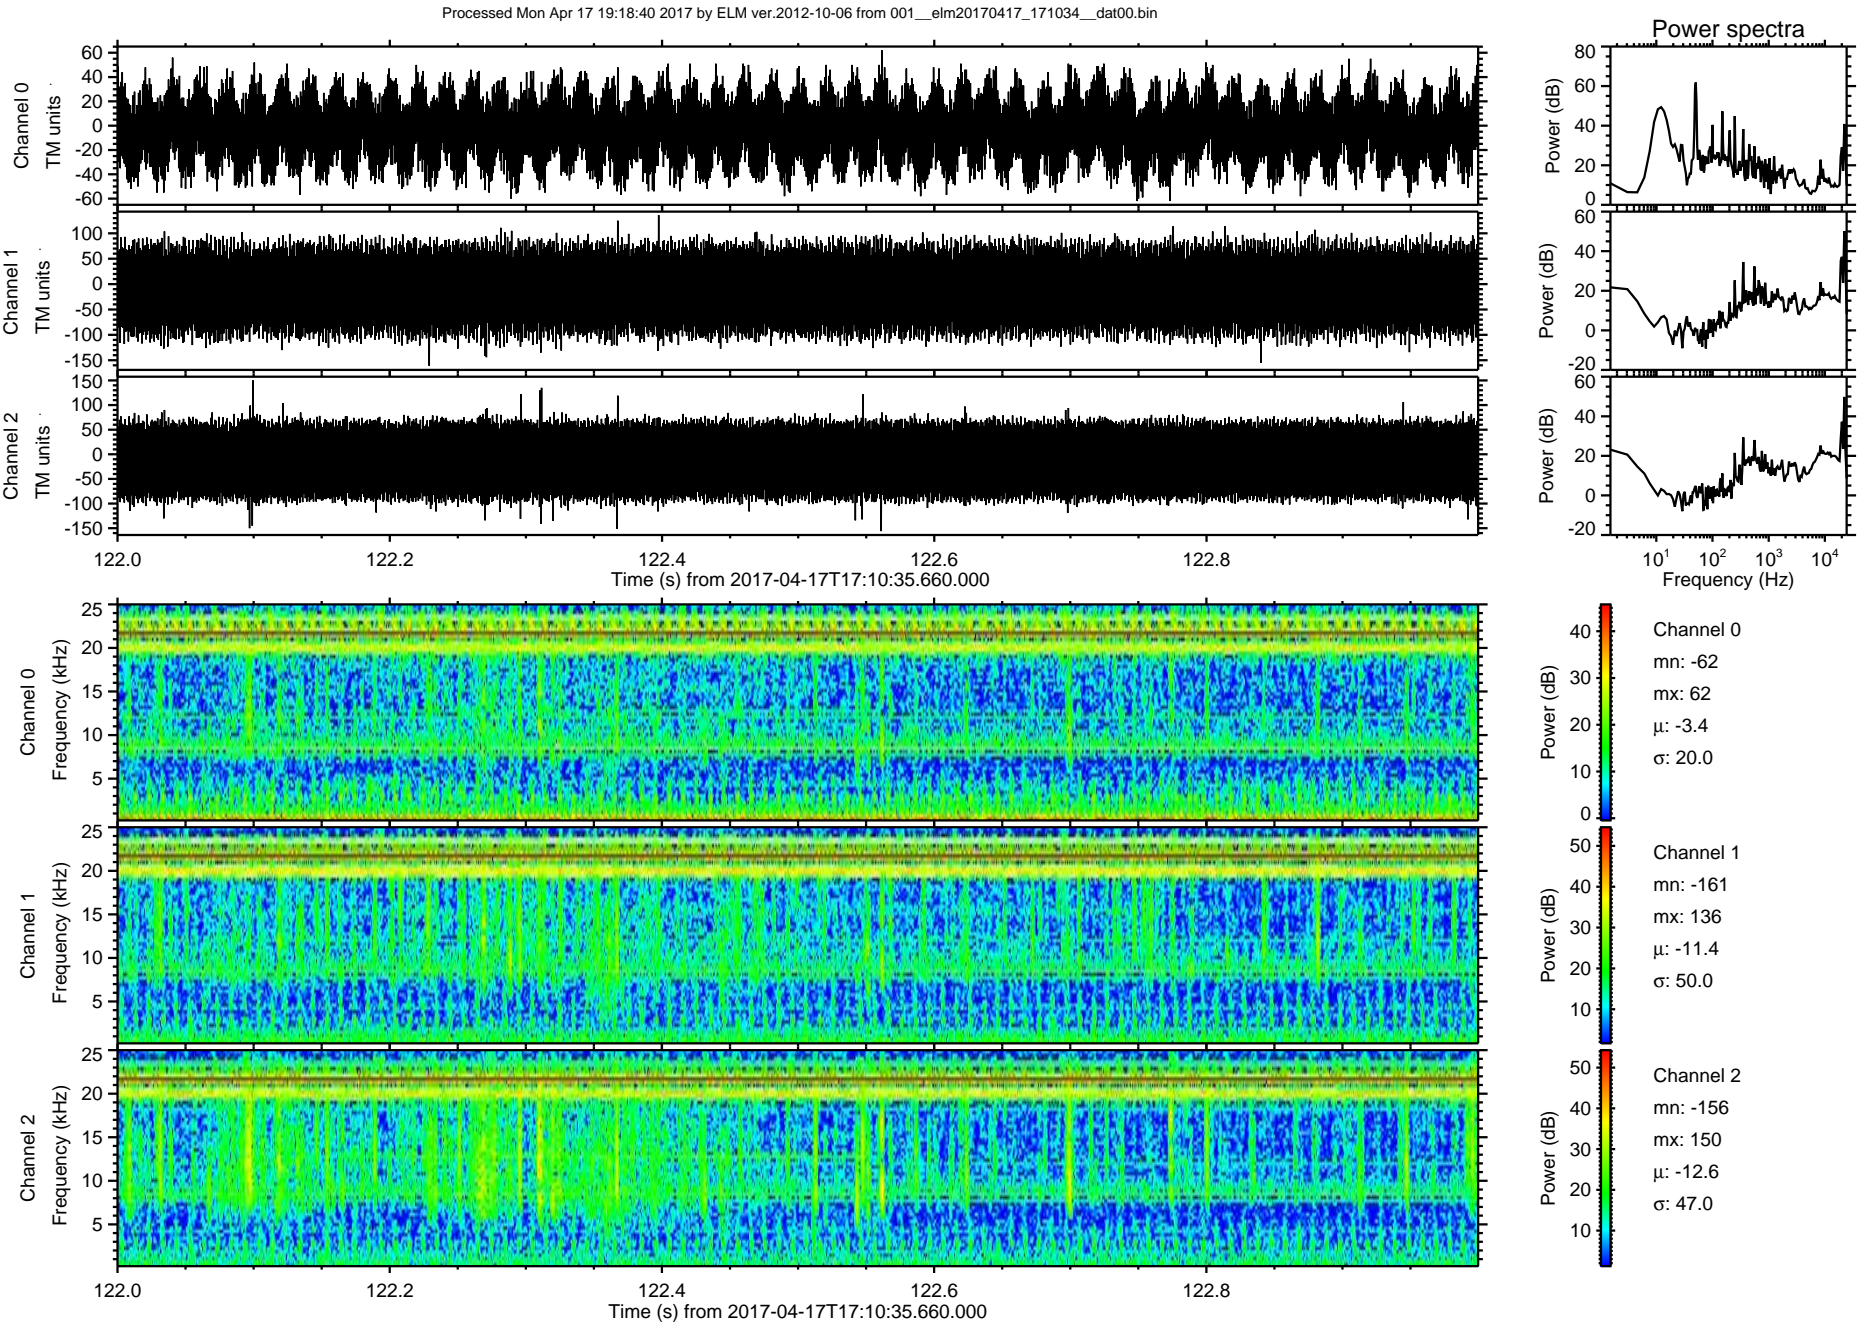 Processed Mon Apr 17 19:18:40 2017 by ELM ver.2012-10-06 from 001__elm20170417_171034__dat00.bin
Power spectra
Channel 0
TM units
60
40
20
0
-20
-40
-60
Power (dB)
80
60
40
20
0
Channel 1
TM units
100
50
0
-50
-100
-150
Power (dB)
60
40
20
0
-20
Channel 2
TM units
150
100
50
0
-50
-100
-150
Power (dB)
60
40
20
0
-20
122.0 122.2 122.4 122.6 122.8
Time (s) from 2017-04-17T17:10:35.660.000
10¹ 10² 10³ 10⁴
Frequency (Hz)
Channel 0
Frequency (kHz)
25
20
15
10
5
Power (dB)
40
30
20
10
0
Channel 0
mn: -62
mx: 62
μ: -3.4
σ: 20.0
Channel 1
Frequency (kHz)
25
20
15
10
5
Power (dB)
50
40
30
20
10
Channel 1
mn: -161
mx: 136
μ: -11.4
σ: 50.0
Channel 2
Frequency (kHz)
25
20
15
10
5
Power (dB)
50
40
30
20
10
Channel 2
mn: -156
mx: 150
μ: -12.6
σ: 47.0
122.0 122.2 122.4 122.6 122.8
Time (s) from 2017-04-17T17:10:35.660.000